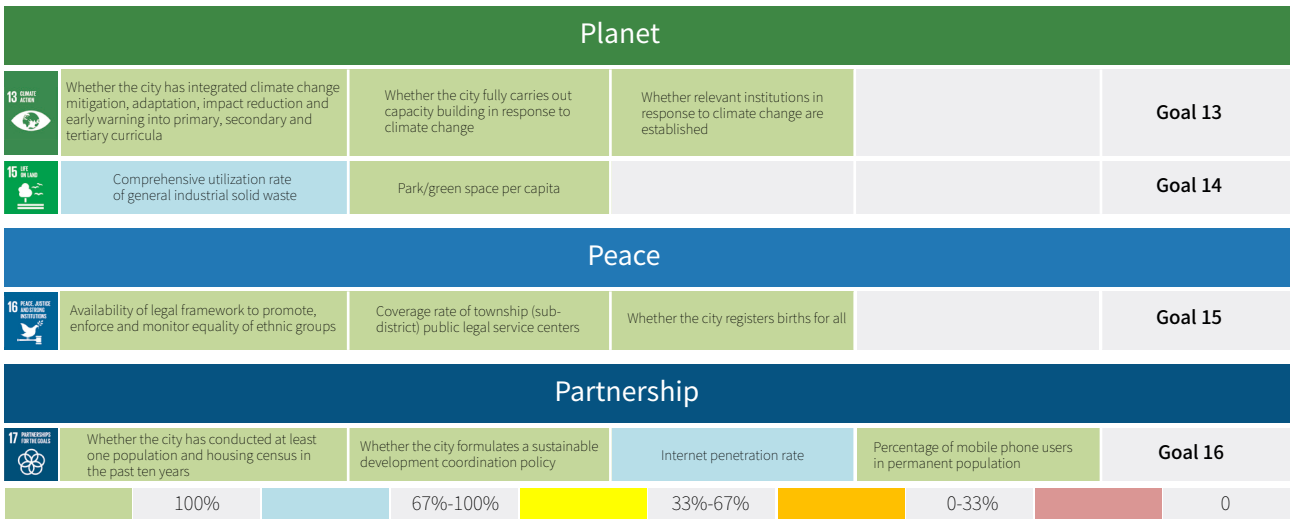 Planet
13 CLIMATE
ACTION
Whether the city has integrated climate change
mitigation, adaptation, impact reduction and
early warning into primary, secondary and
tertiary curricula
Whether the city fully carries out
capacity building in response to
climate change
Whether relevant institutions in
response to climate change are
established
Goal 13
15 LIFE
ON LAND
Comprehensive utilization rate
of general industrial solid waste
Park/green space per capita
Goal 14
Peace
16 PEACE, JUSTICE
AND STRONG
INSTITUTIONS
Availability of legal framework to promote,
enforce and monitor equality of ethnic groups
Coverage rate of township (sub-
district) public legal service centers
Whether the city registers births for all
Goal 15
Partnership
17 PARTNERSHIPS
FOR THE GOALS
Whether the city has conducted at least
one population and housing census in
the past ten years
Whether the city formulates a sustainable
development coordination policy
Internet penetration rate
Percentage of mobile phone users
in permanent population
Goal 16
100%
67%-100%
33%-67%
0-33%
0